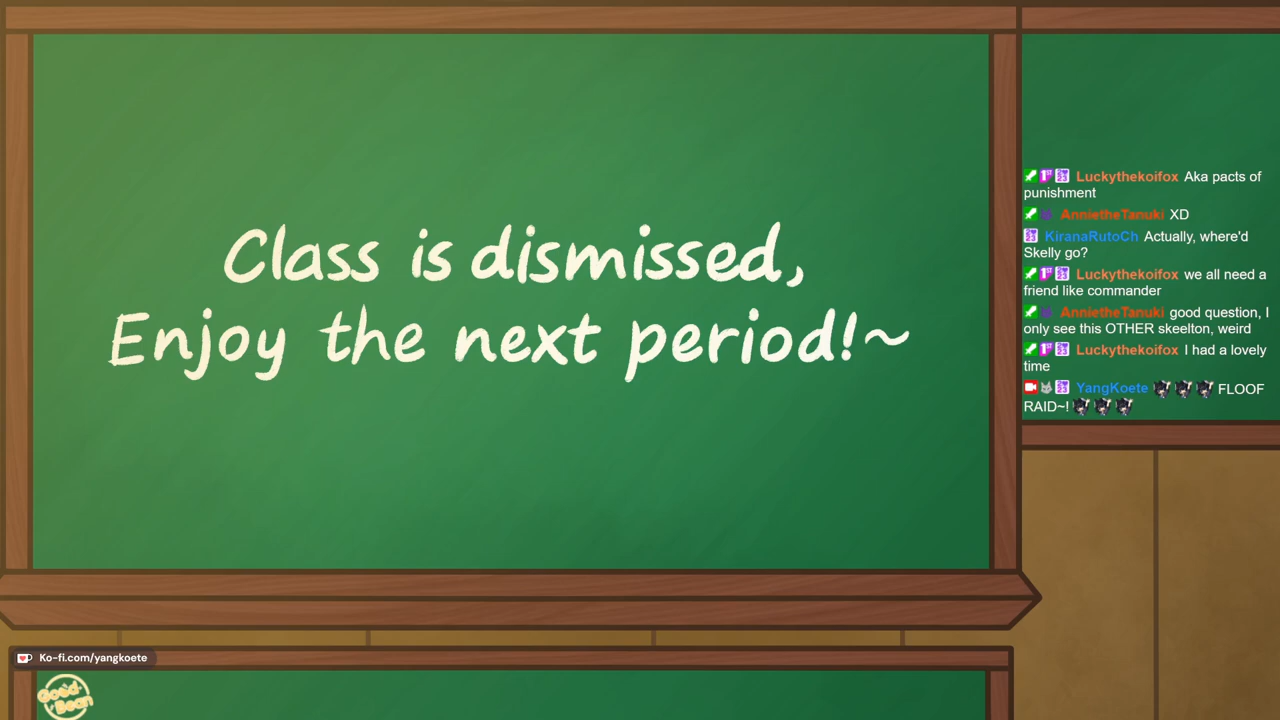 Class is dismissed,
Enjoy the next period!~
Luckythekoifox Aka pacts of
punishment
AnnietheTanuki XD
KiranaRutoCh Actually, where'd
Skelly go?
Luckythekoifox we all need a
friend like commander
AnnietheTanuki good question, I
only see this OTHER skeelton, weird
Luckythekoifox I had a lovely
time
YangKoete FLOOF
RAID~!
Ko-fi.com/yangkoete
Good
Bean